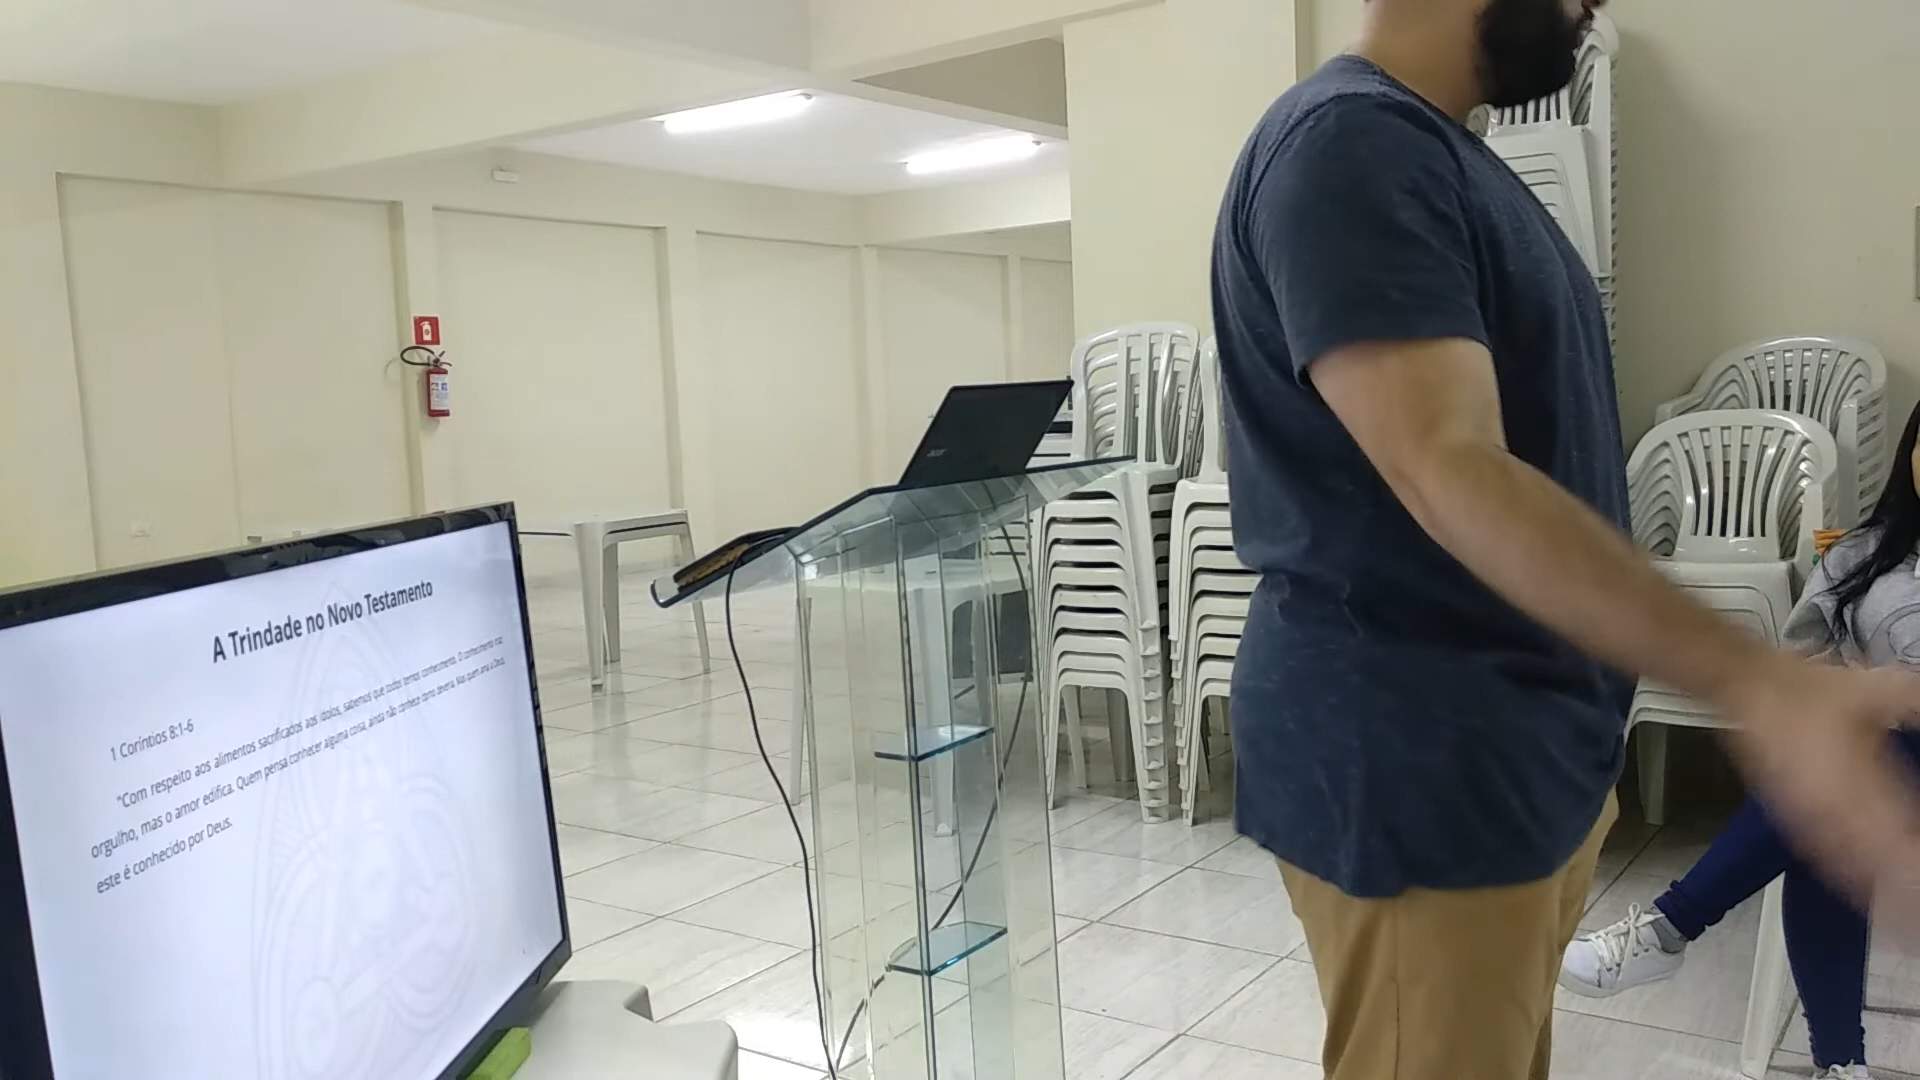 A Trindade no Novo Testamento
1 Coríntios 8:1-6
"Com respeito aos alimentos sacrificados aos ídolos, sabemos que todos temos conhecimento. O conhecimento traz
orgulho, mas o amor edifica. Quem pensa conhecer alguma coisa, ainda não conhece como deveria. Mas quem ama a Deus,
este é conhecido por Deus.
acer